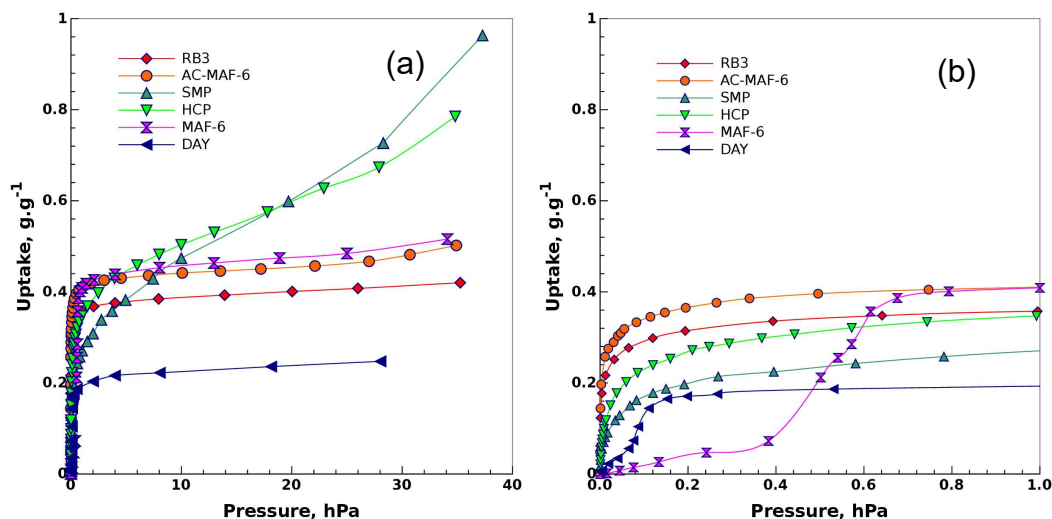 (a)
RB3
AC-MAF-6
SMP
HCP
MAF-6
DAY
Uptake, g.g-1
1
0.8
0.6
0.4
0.2
0
0 10 20 30 40
Pressure, hPa
(b)
RB3
AC-MAF-6
SMP
HCP
MAF-6
DAY
Uptake, g.g-1
1
0.8
0.6
0.4
0.2
0
0.0 0.2 0.4 0.6 0.8 1.0
Pressure, hPa